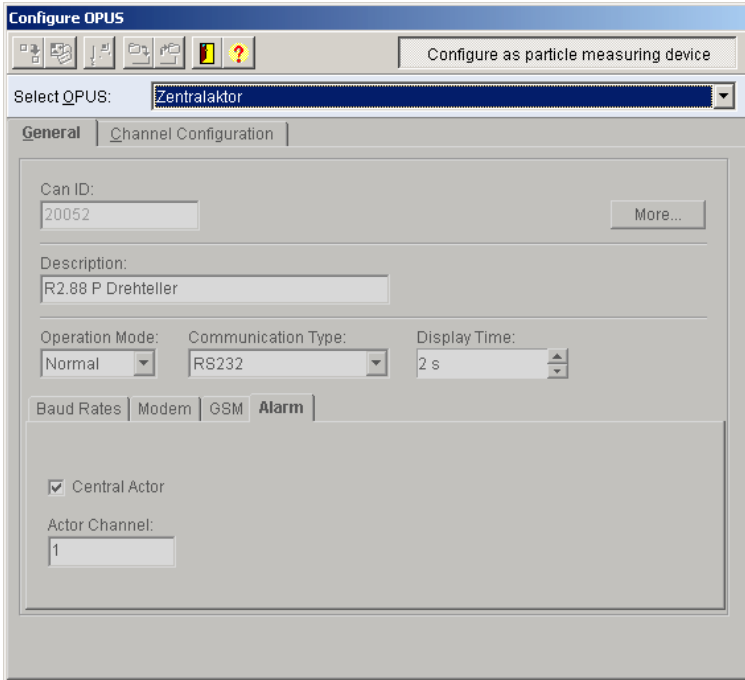 Configure OPUS
Configure as particle measuring device
Select OPUS: Zentralaktor
General Channel Configuration
Can ID:
20052 More...
Description:
R2.88 P Drehteller
Operation Mode: Communication Type: Display Time:
Normal RS232 2 s
Baud Rates Modem GSM Alarm
Central Actor
Actor Channel:
1